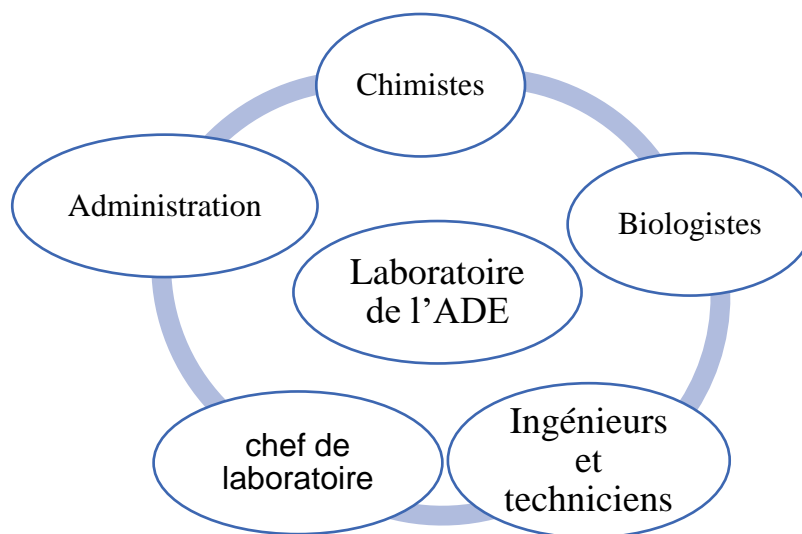 Chimistes
Administration
Biologistes
Laboratoire
de l’ADE
chef de
laboratoire
Ingénieurs
et
techniciens